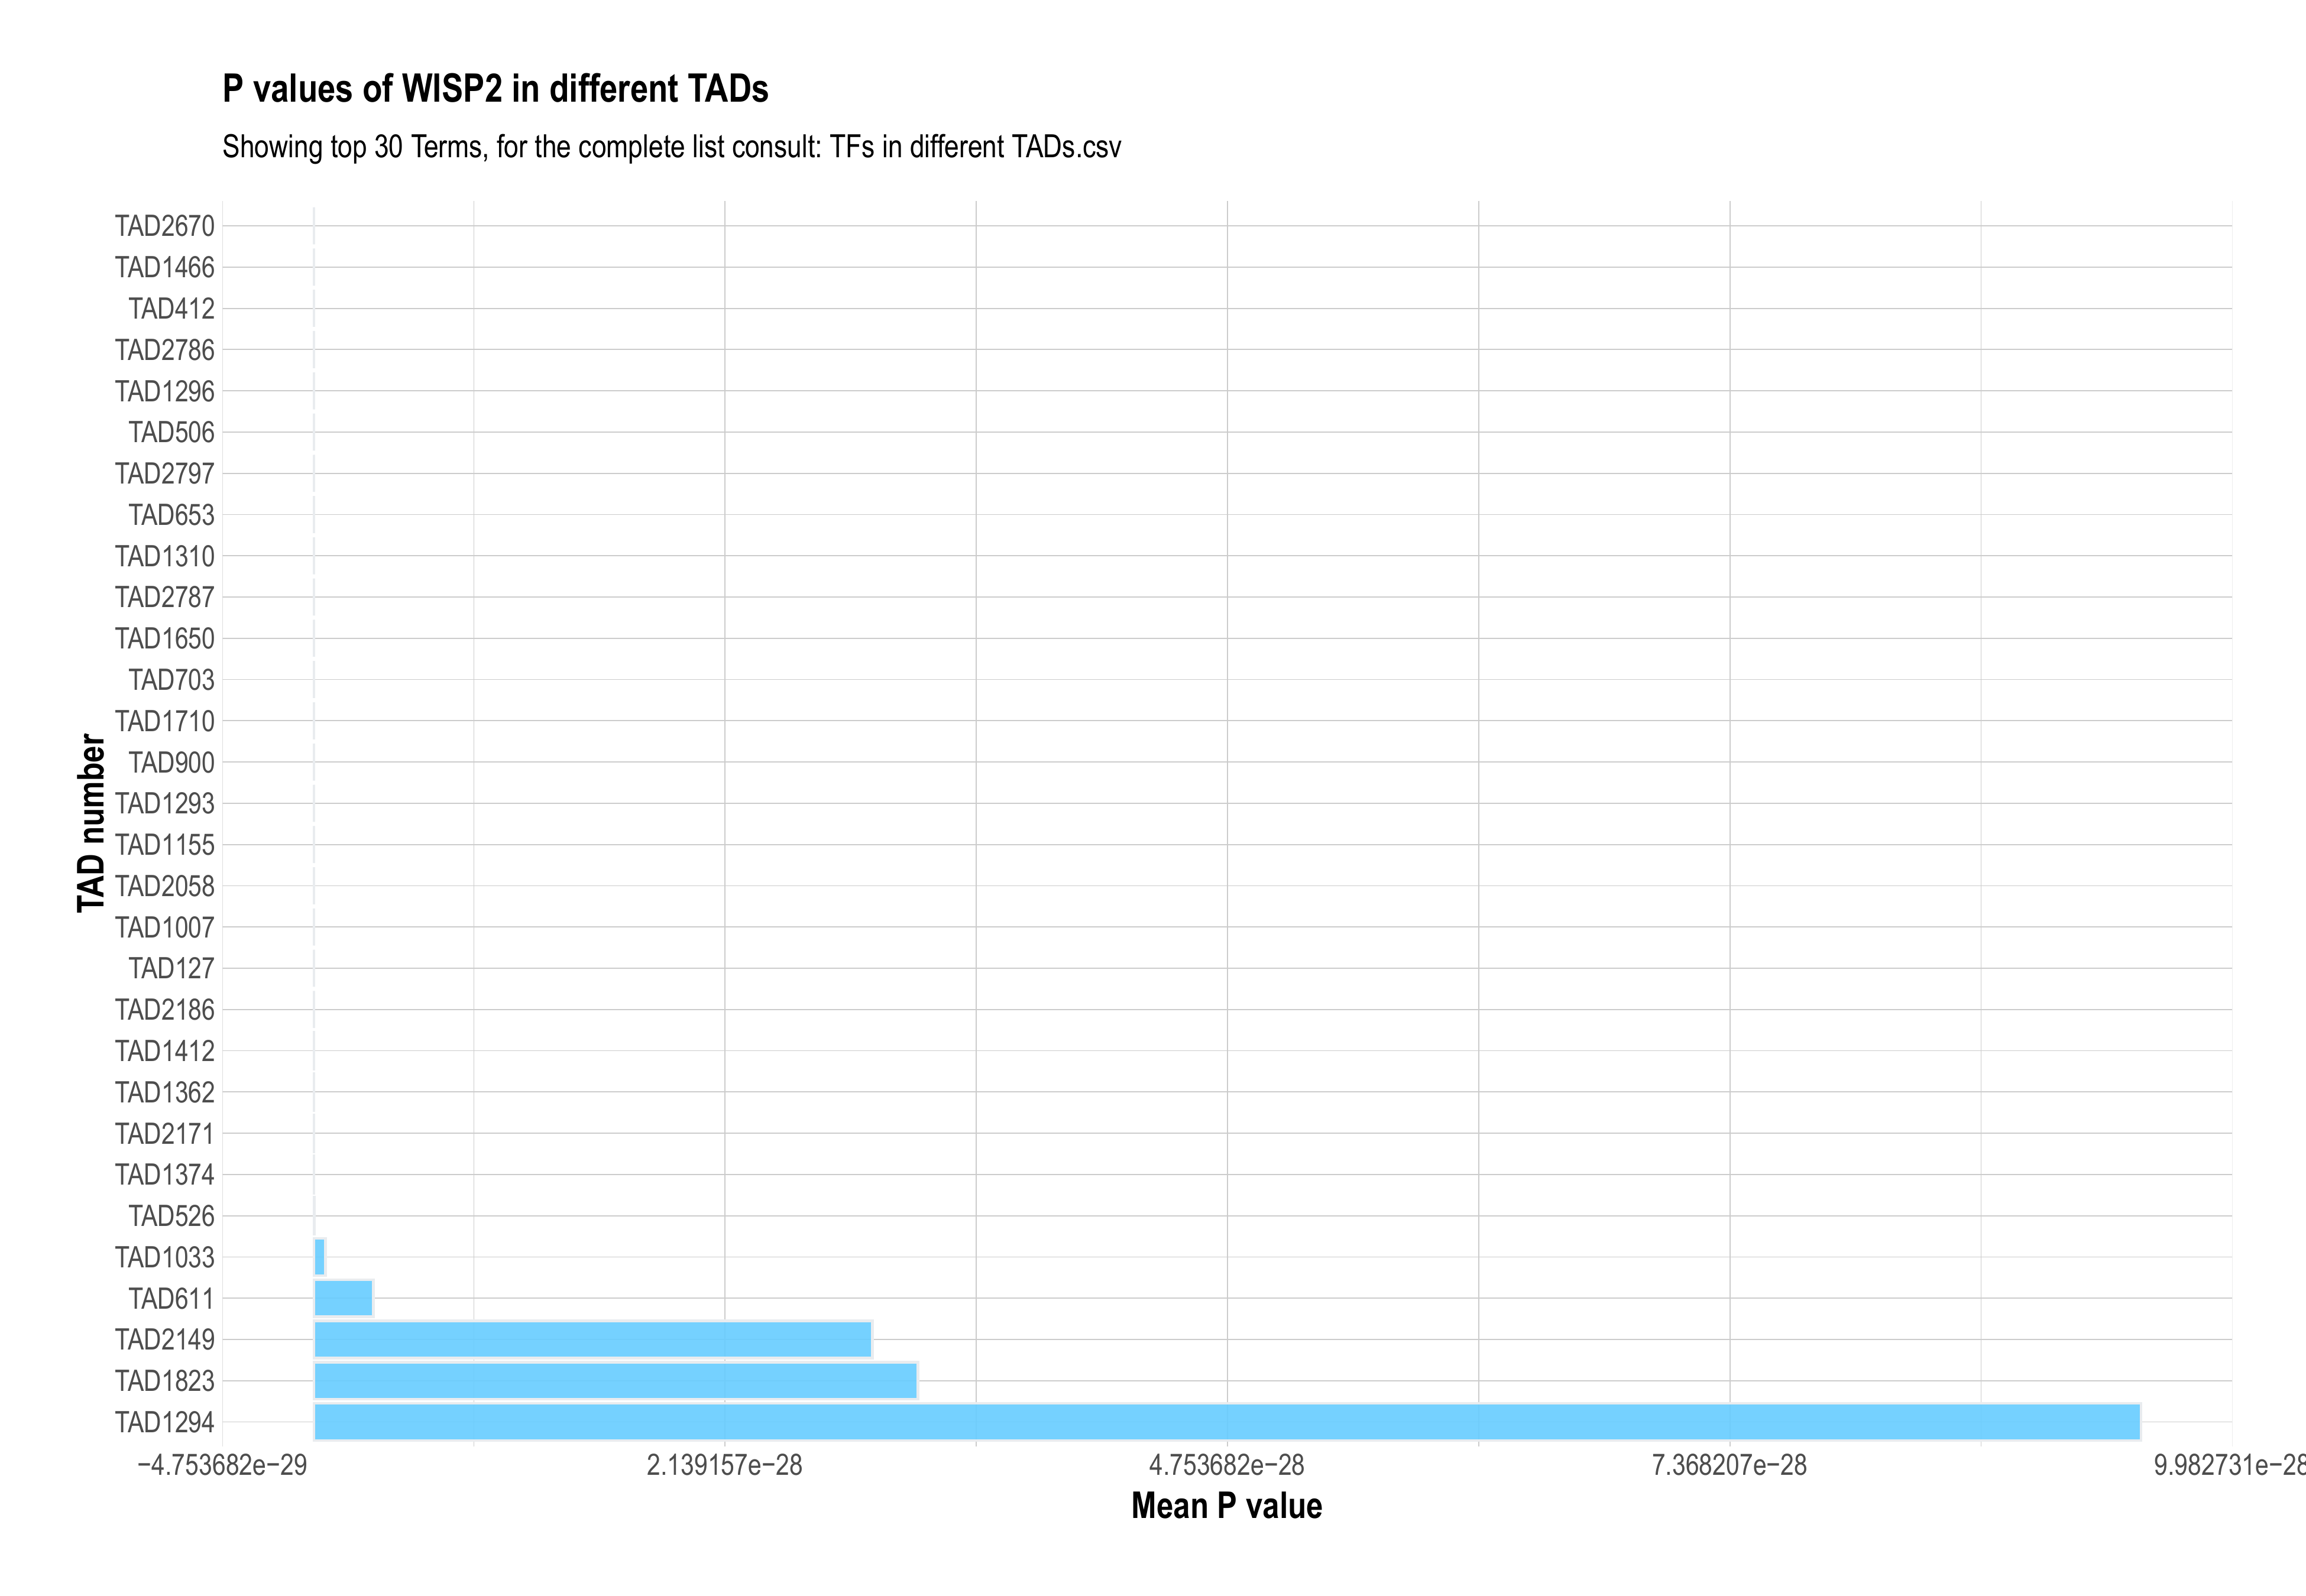 P values of WISP2 in different TADs
Showing top 30 Terms, for the complete list consult: TFs in different TADs.csv
TAD number
TAD2670
TAD1466
TAD412
TAD2786
TAD1296
TAD506
TAD2797
TAD653
TAD1310
TAD2787
TAD1650
TAD703
TAD1710
TAD900
TAD1293
TAD1155
TAD2058
TAD1007
TAD127
TAD2186
TAD1412
TAD1362
TAD2171
TAD1374
TAD526
TAD1033
TAD611
TAD2149
TAD1823
TAD1294
−4.753682e−29 2.139157e−28 4.753682e−28 7.368207e−28 9.982731e−28
Mean P value